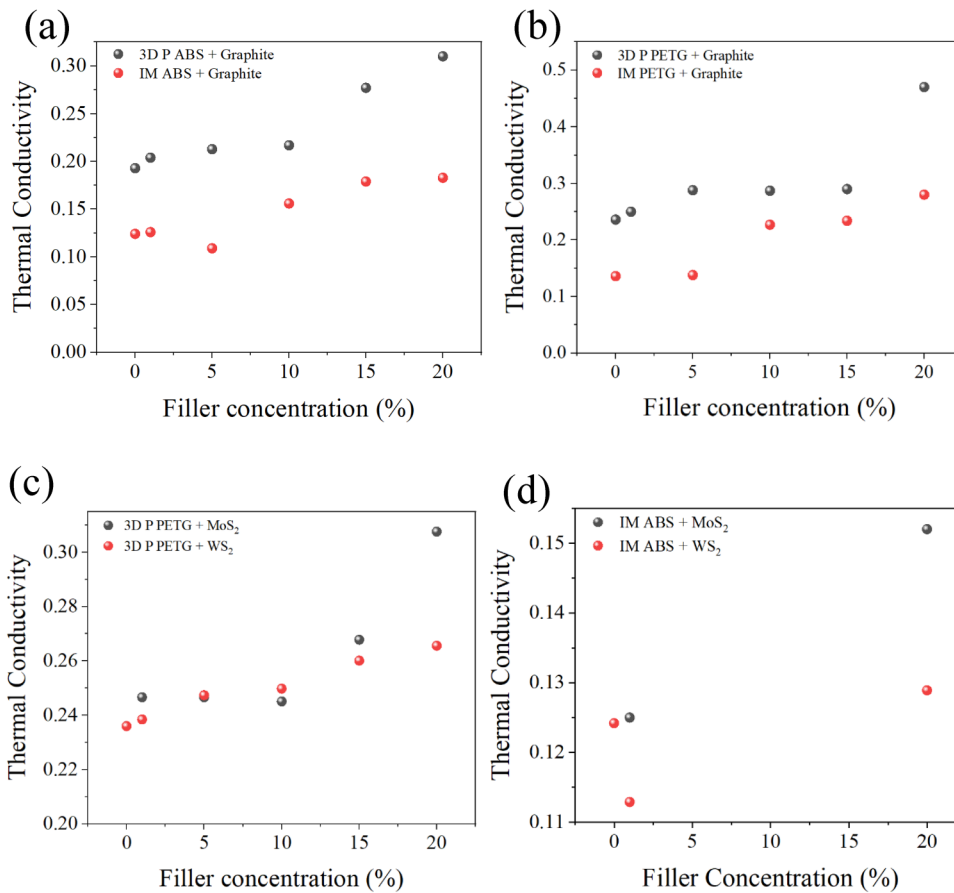 (a)
3D P ABS + Graphite
IM ABS + Graphite
Thermal Conductivity
0.30
0.25
0.20
0.15
0.10
0.05
0.00
0 5 10 15 20
Filler concentration (%)
(b)
3D P PETG + Graphite
IM PETG + Graphite
Thermal Conductivity
0.5
0.4
0.3
0.2
0.1
0.0
0 5 10 15 20
Filler concentration (%)
(c)
3D P PETG + MoS₂
3D P PETG + WS₂
Thermal Conductivity
0.30
0.28
0.26
0.24
0.22
0.20
0 5 10 15 20
Filler concentration (%)
(d)
IM ABS + MoS₂
IM ABS + WS₂
Thermal Conductivity
0.15
0.14
0.13
0.12
0.11
0 5 10 15 20
Filler Concentration (%)